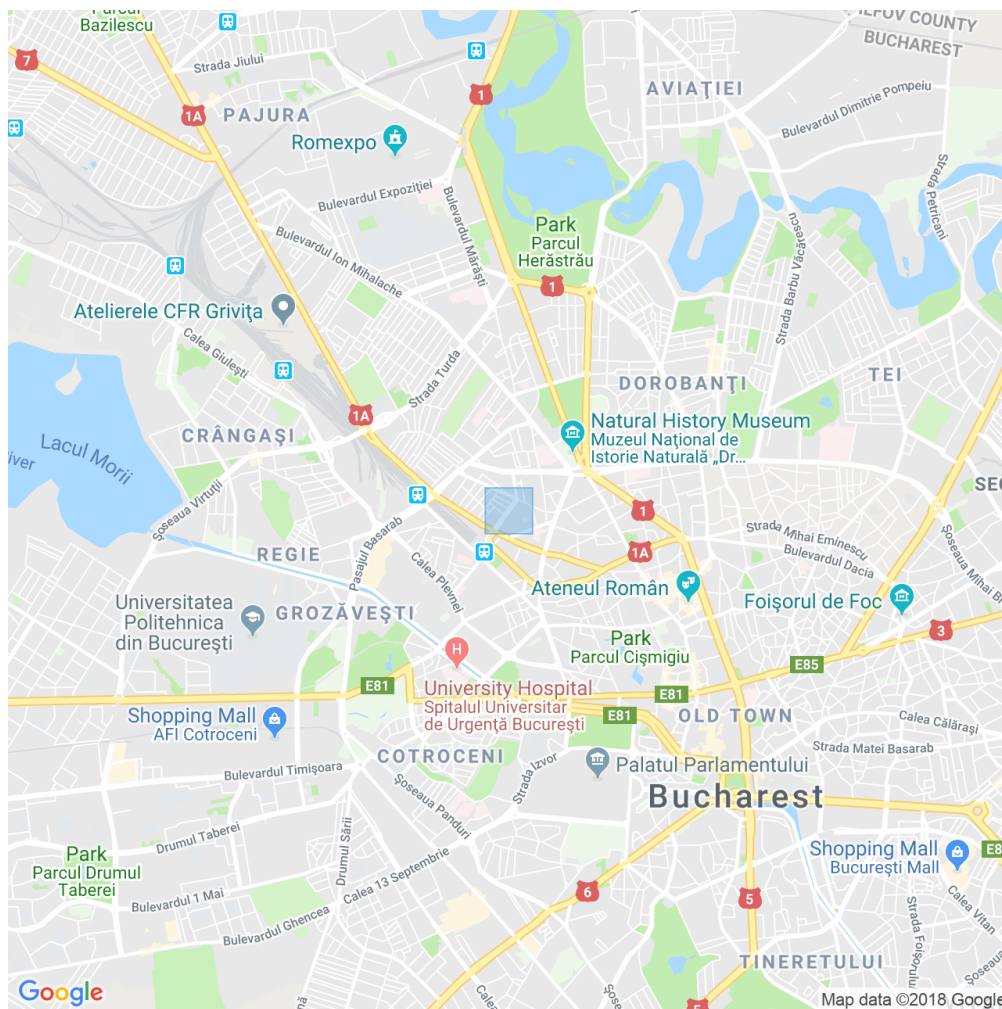 Parcul
Bazilescu
ILFOV COUNTY
BUCHAREST
7
Strada Jiului
1
AVIAŢIEI
Bulevardul Dimitrie Pompeiu
1A
PAJURA
Romexpo
Bulevardul Expoziţiei
Bulevardul Mărăşti
Strada Petricani
Park
Parcul
Herăstrău
Bulevardul Ion Mihalache
Strada Barbu Văcărescu
1
1
Atelierele CFR Griviţa
Calea Giuleşti
Strada Turda
DOROBANŢI
TEI
1A
Natural History Museum
Muzeul Naţional de
Istorie Naturală „Dr...
CRÂNGAŞI
Lacul Morii
River
Şoseaua Virtuţii
Pasajul Basarab
1
Strada Mihai Eminescu
Bulevardul Dacia
Şoseaua Mihai
REGIE
1A
Calea Plevnei
Ateneul Român
Foişorul de Foc
Universitatea
Politehnica
din Bucureşti
GROZĂVEŞTI
3
Park
Parcul Cişmigiu
H
E85
E81
University Hospital
Spitalul Universitar
de Urgenţă Bucureşti
E81
E81
OLD TOWN
Calea Călăraşi
Shopping Mall
AFI Cotroceni
COTROCENI
Strada Izvor
Palatul Parlamentului
Strada Matei Basarab
Bulevardul Timişoara
Şoseaua Panduri
Bucharest
Drumul Taberei
Drumul Sării
Shopping Mall
Bucureşti Mall
Park
Parcul Drumul
Taberei
Calea 13 Septembrie
6
5
Bulevardul 1 Mai
Bulevardul Ghencea
Calea Vitan
Strada Foişorului
TINERETULUI
Şoseaua
Calea
Şoseaua
5
Google
Map data ©2018 Google